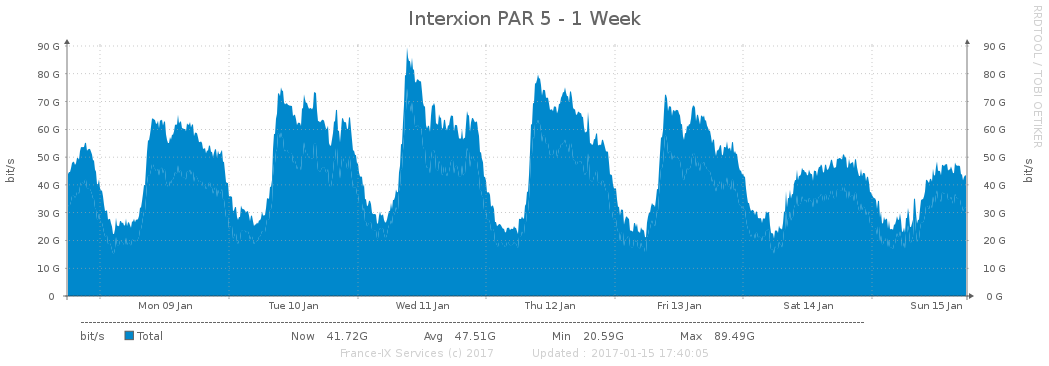 Interxion PAR 5 - 1 Week
RRDTOOL / TOBI OETIKER
90 G 90 G
80 G 80 G
70 G 70 G
60 G 60 G
50 G 50 G
40 G 40 G
30 G 30 G
20 G 20 G
10 G 10 G
0 0 G
bit/s bit/s
Mon 09 Jan Tue 10 Jan Wed 11 Jan Thu 12 Jan Fri 13 Jan Sat 14 Jan Sun 15 Jan
bit/s Total Now 41.72G Avg 47.51G Min 20.59G Max 89.49G
France-IX Services (c) 2017 Updated : 2017-01-15 17:40:05